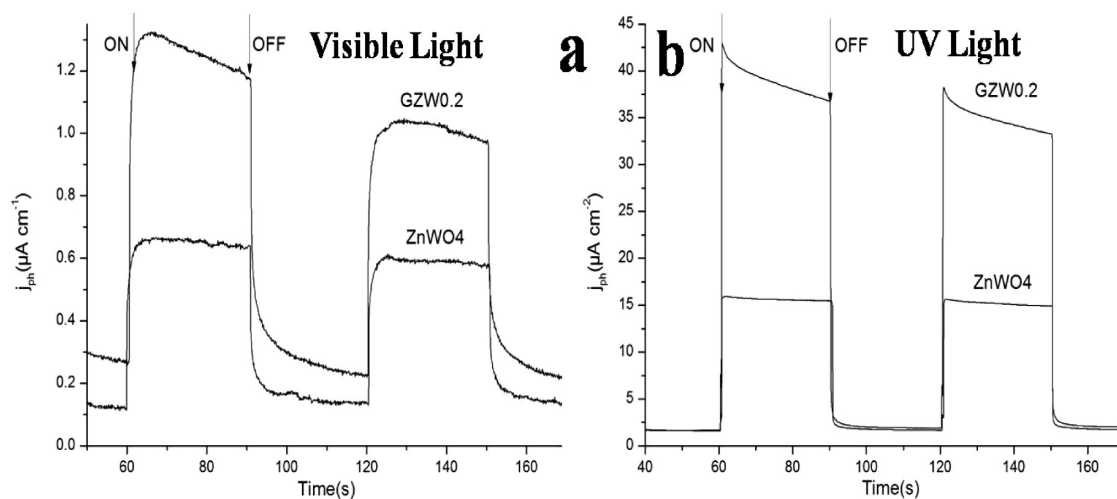 ON
OFF
Visible Light
a
GZW0.2
ZnWO4
1.2
1.0
0.8
0.6
0.4
0.2
0.0
j_ph(µA cm⁻²)
60
80
100
120
140
160
Time(s)
b
ON
OFF
UV Light
GZW0.2
ZnWO4
45
40
35
30
25
20
15
10
5
0
j_ph(µA cm⁻²)
40
60
80
100
120
140
160
Time(s)